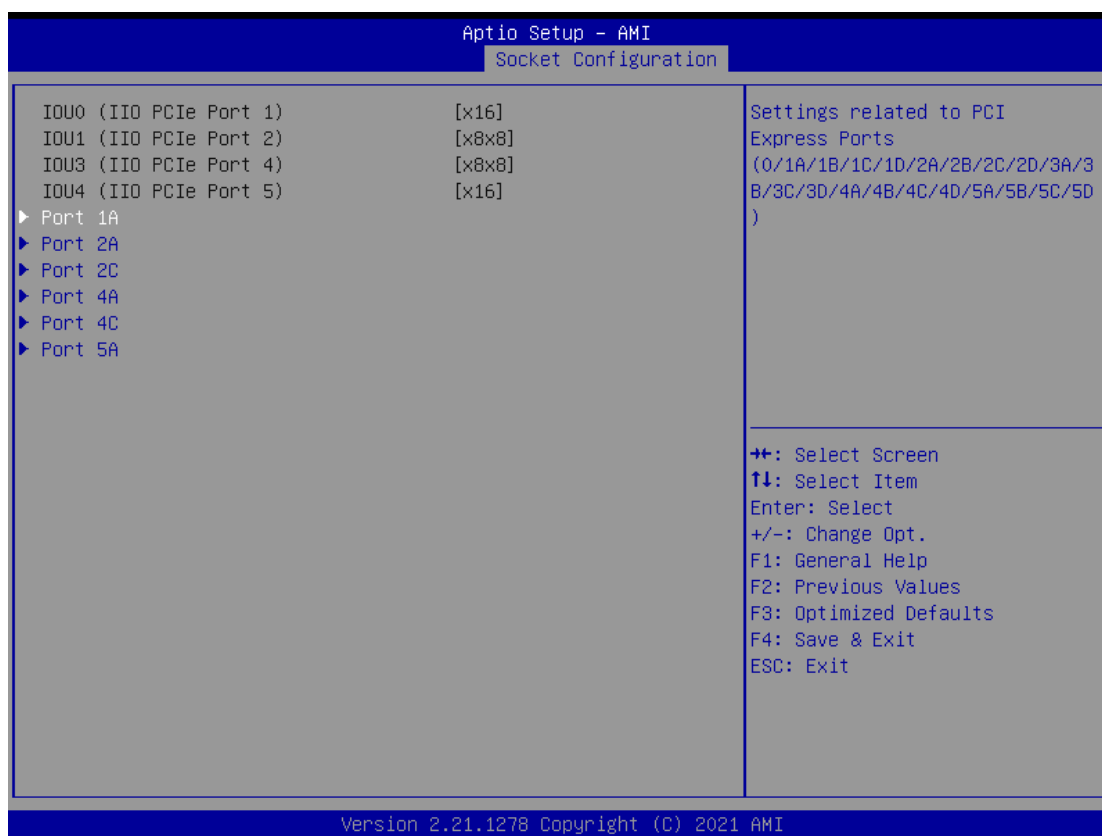 Aptio Setup – AMI
Socket Configuration
IOU0 (IIO PCIe Port 1) [x16]
IOU1 (IIO PCIe Port 2) [x8x8]
IOU3 (IIO PCIe Port 4) [x8x8]
IOU4 (IIO PCIe Port 5) [x16]
Port 1A
Port 2A
Port 2C
Port 4A
Port 4C
Port 5A
Settings related to PCI
Express Ports
(0/1A/1B/1C/1D/2A/2B/2C/2D/3A/3
B/3C/3D/4A/4B/4C/4D/5A/5B/5C/5D
)
→←: Select Screen
↑↓: Select Item
Enter: Select
+/-: Change Opt.
F1: General Help
F2: Previous Values
F3: Optimized Defaults
F4: Save & Exit
ESC: Exit
Version 2.21.1278 Copyright (C) 2021 AMI